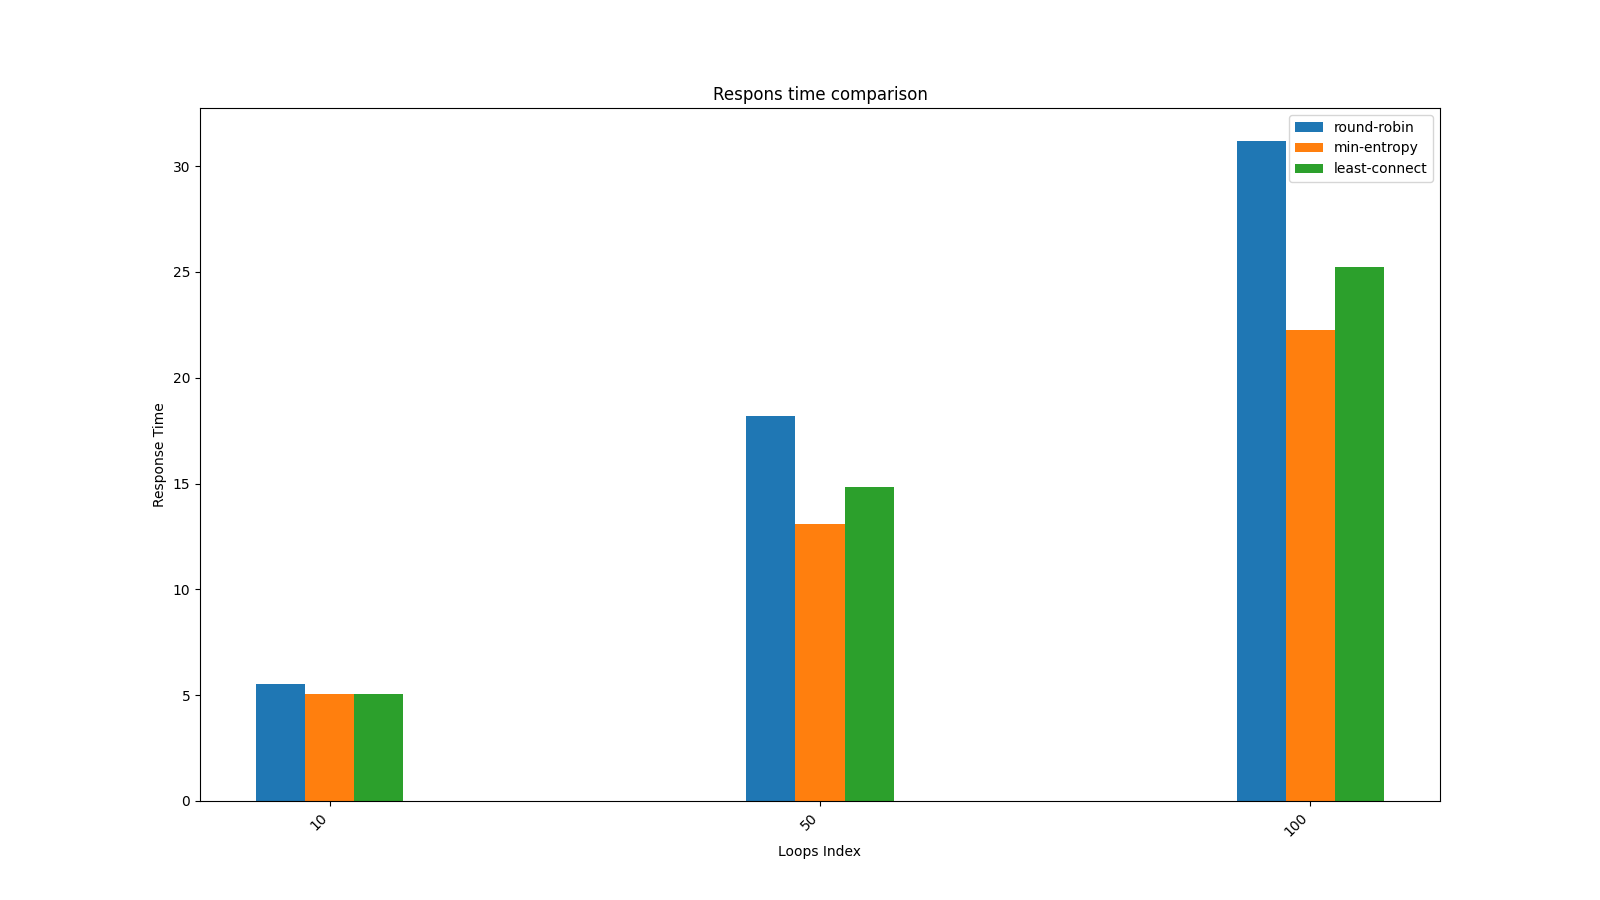 Respons time comparison
round-robin
min-entropy
least-connect
30
25
20
15
10
5
0
Response Time
10
50
100
Loops Index